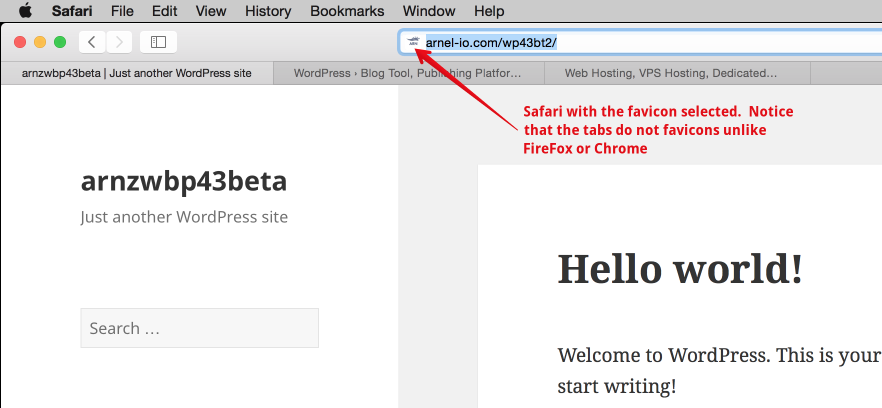 Safari File Edit View History Bookmarks Window Help
arnel-io.com/wp43bt2/
arnzwbp43beta | Just another WordPress site
WordPress › Blog Tool, Publishing Platfor...
Web Hosting, VPS Hosting, Dedicated...
Safari with the favicon selected. Notice
that the tabs do not favicons unlike
FireFox or Chrome
arnzwbp43beta
Just another WordPress site
Search ...
Hello world!
Welcome to WordPress. This is your
start writing!